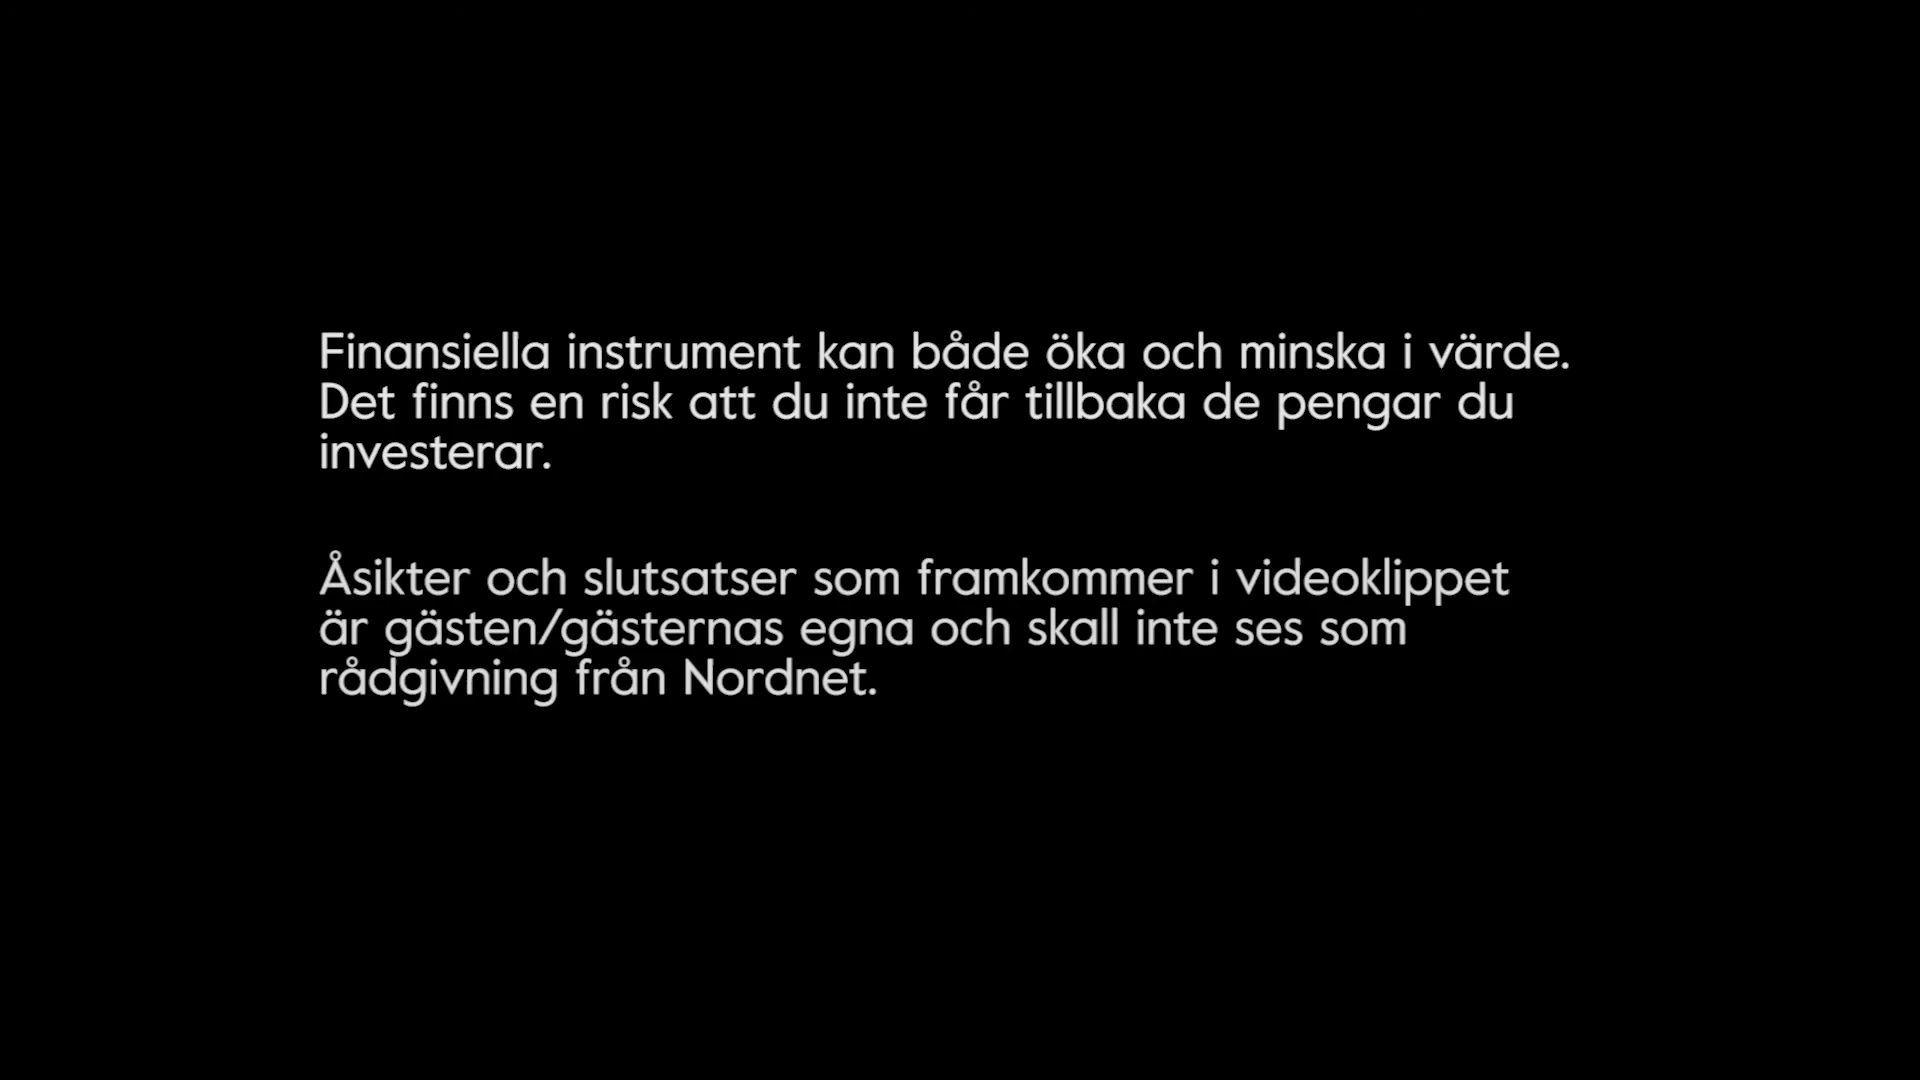 Finansiella instrument kan både öka och minska i värde.
Det finns en risk att du inte får tillbaka de pengar du
investerar.
Åsikter och slutsatser som framkommer i videoklippet
är gästen/gästernas egna och skall inte ses som
rådgivning från Nordnet.